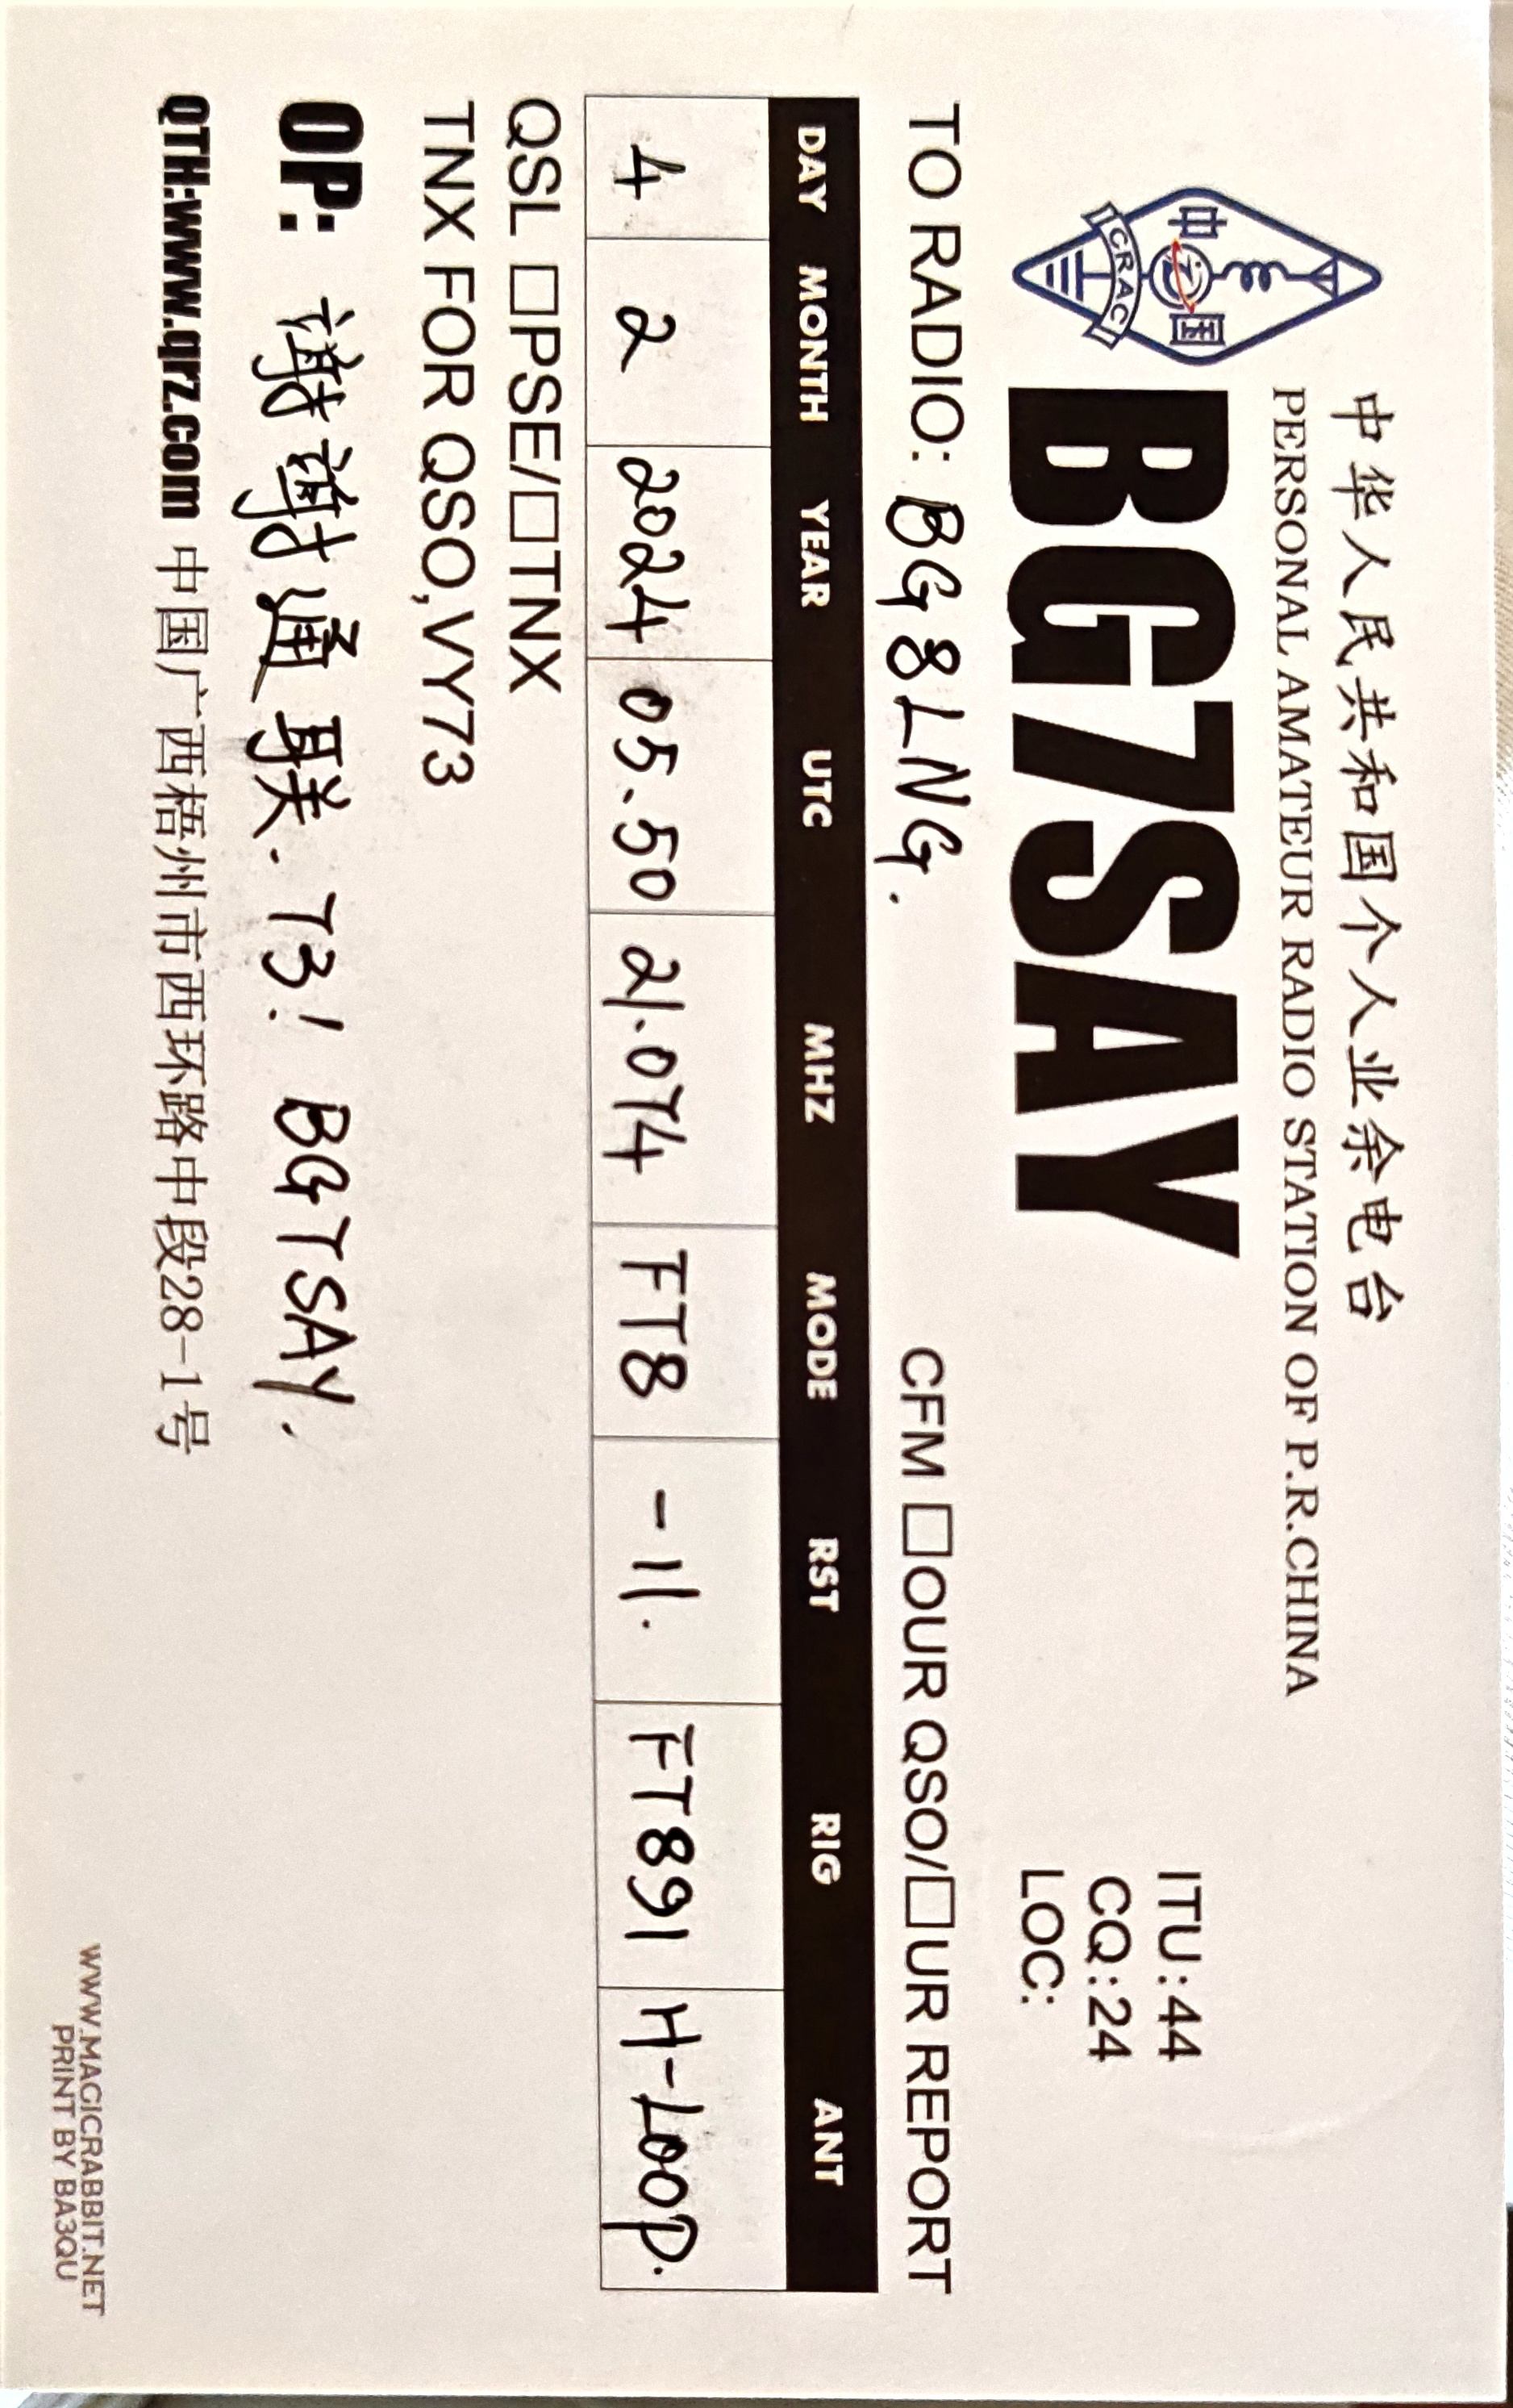 中华人民共和国个人业余电台
PERSONAL AMATEUR RADIO STATION OF P.R.CHINA
中国
CRAC
BG7SAY
ITU:44
CQ:24
LOC:
TO RADIO: BG8LNG. CFM □OUR QSO/□UR REPORT
DAY MONTH YEAR UTC MHZ MODE RST RIG ANT
4 2 2024 05.50 21.074 FT8 -11. FT891 H-LOOP.
QSL □PSE/□TNX
TNX FOR QSO,VY73
OP: 谢谢通联. 73! BG7SAY.
QTH:www.qrz.com 中国广西梧州市西环路中段28-1号
WWW.MAGICRABBIT.NET
PRINT BY BA3QU